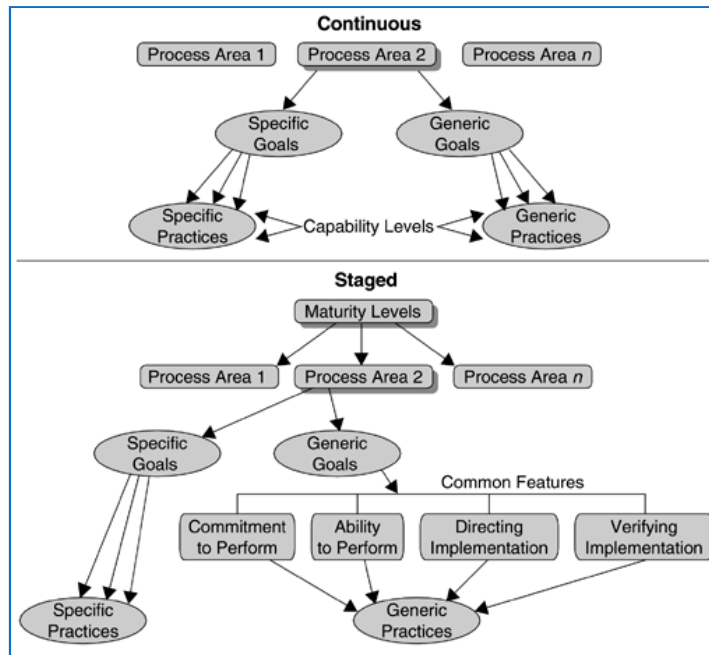 Continuous
Process Area 1 Process Area 2 Process Area n
Specific
Goals
Generic
Goals
Specific
Practices
Capability Levels
Generic
Practices
Staged
Maturity Levels
Process Area 1 Process Area 2 Process Area n
Specific
Goals
Generic
Goals
Common Features
Commitment
to Perform
Ability
to Perform
Directing
Implementation
Verifying
Implementation
Specific
Practices
Generic
Practices